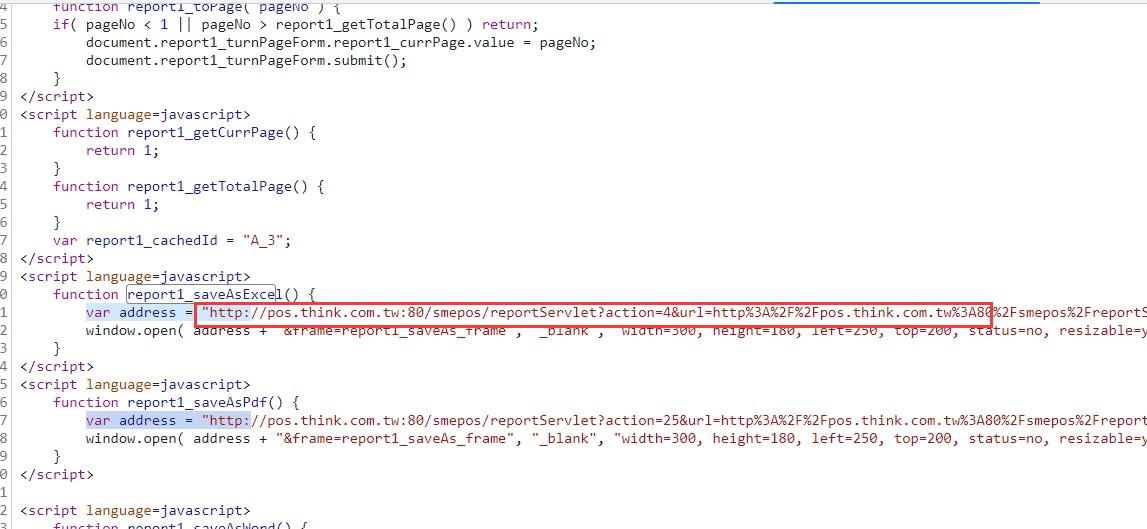 4 function report1_toPage( pageNo ) {
5 if( pageNo < 1 || pageNo > report1_getTotalPage() ) return;
6 document.report1_turnPageForm.report1_currPage.value = pageNo;
7 document.report1_turnPageForm.submit();
8 }
9 </script>
0 <script language=javascript>
1 function report1_getCurrPage() {
2 return 1;
3 }
4 function report1_getTotalPage() {
5 return 1;
6 }
7 var report1_cachedId = "A_3";
8 </script>
9 <script language=javascript>
0 function report1_saveAsExcel() {
1 var address = "http://pos.think.com.tw:80/smepos/reportServlet?action=4&url=http%3A%2F%2Fpos.think.com.tw%3A80%2Fsmepos%2FreportS
2 window.open( address + "&frame=report1_saveAs_frame", "_blank", "width=300, height=180, left=250, top=200, status=no, resizable=y
3 }
4 </script>
5 <script language=javascript>
6 function report1_saveAsPdf() {
7 var address = "http://pos.think.com.tw:80/smepos/reportServlet?action=25&url=http%3A%2F%2Fpos.think.com.tw%3A80%2Fsmepos%2Freport
8 window.open( address + "&frame=report1_saveAs_frame", "_blank", "width=300, height=180, left=250, top=200, status=no, resizable=y
9 }
0 </script>
1
2 <script language=javascript>
3 function report1_saveAsWord() {